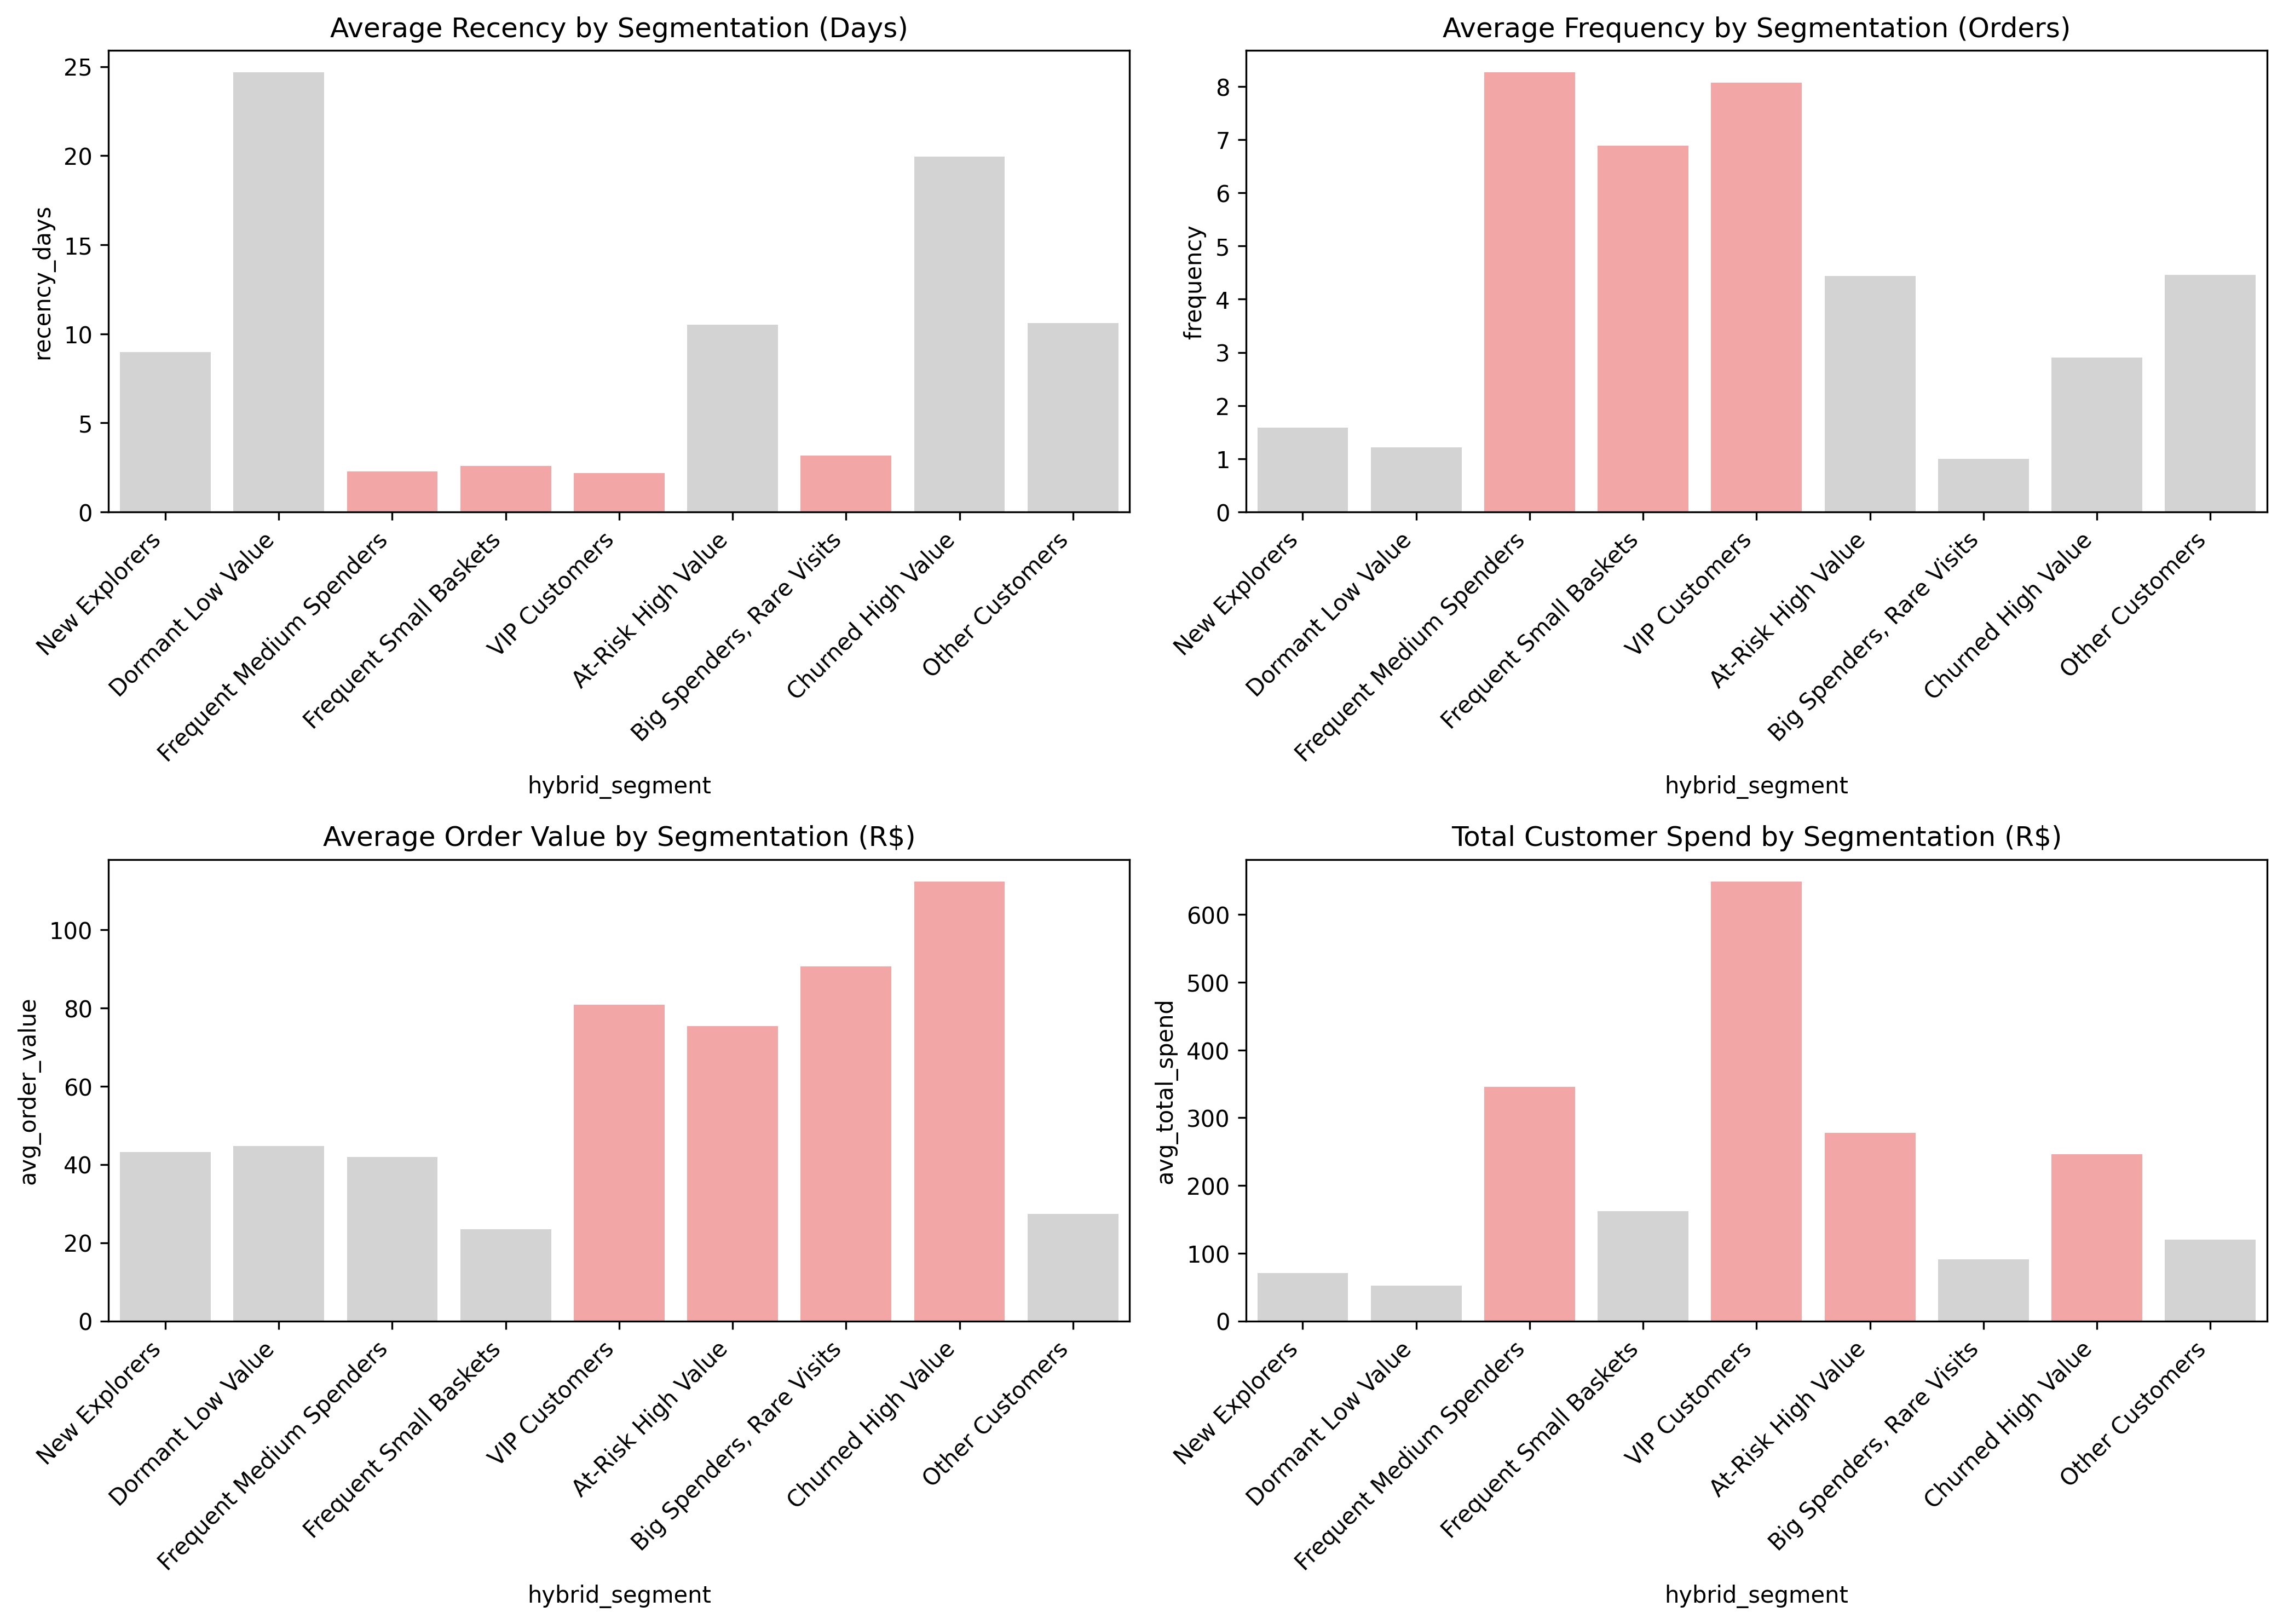 Average Recency by Segmentation (Days)
recency_days
25
20
15
10
5
0
New Explorers
Dormant Low Value
Frequent Medium Spenders
Frequent Small Baskets
VIP Customers
At-Risk High Value
Big Spenders, Rare Visits
Churned High Value
Other Customers
hybrid_segment
Average Frequency by Segmentation (Orders)
frequency
8
7
6
5
4
3
2
1
0
New Explorers
Dormant Low Value
Frequent Medium Spenders
Frequent Small Baskets
VIP Customers
At-Risk High Value
Big Spenders, Rare Visits
Churned High Value
Other Customers
hybrid_segment
Average Order Value by Segmentation (R$)
avg_order_value
100
80
60
40
20
0
New Explorers
Dormant Low Value
Frequent Medium Spenders
Frequent Small Baskets
VIP Customers
At-Risk High Value
Big Spenders, Rare Visits
Churned High Value
Other Customers
hybrid_segment
Total Customer Spend by Segmentation (R$)
avg_total_spend
600
500
400
300
200
100
0
New Explorers
Dormant Low Value
Frequent Medium Spenders
Frequent Small Baskets
VIP Customers
At-Risk High Value
Big Spenders, Rare Visits
Churned High Value
Other Customers
hybrid_segment